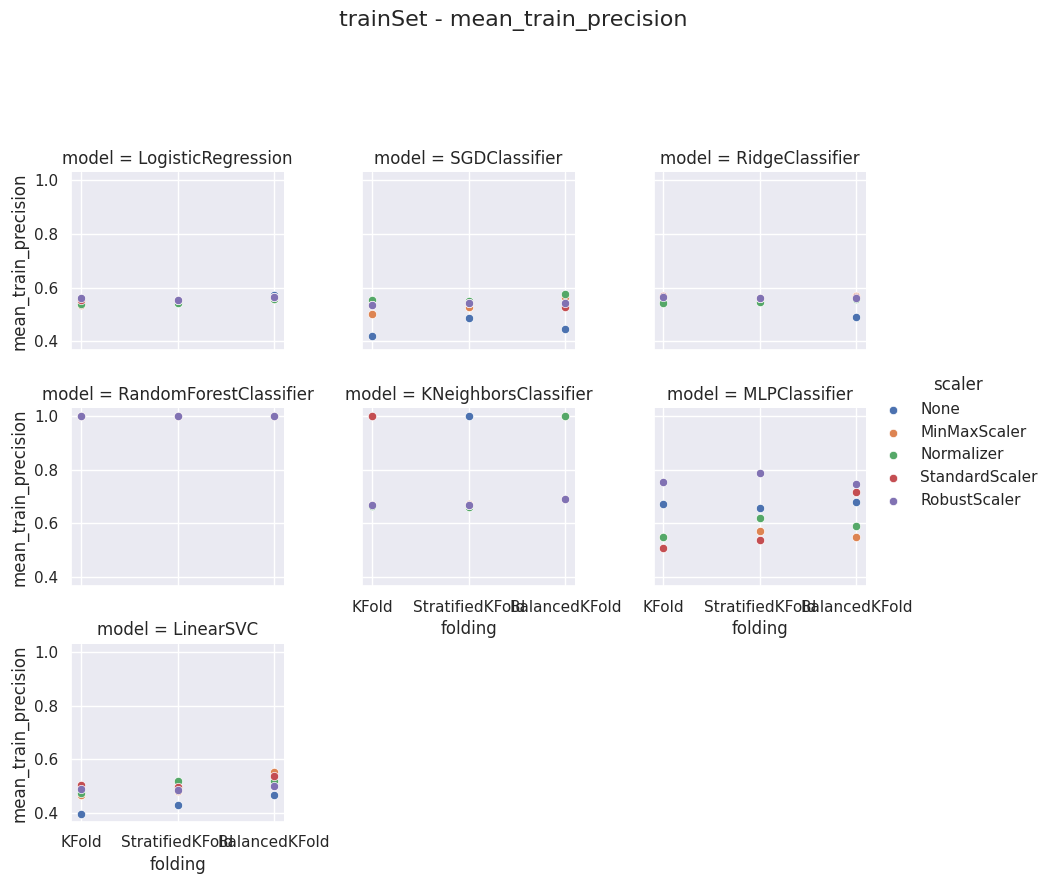 trainSet - mean_train_precision
model = LogisticRegression
model = SGDClassifier
model = RidgeClassifier
mean_train_precision
1.0
0.8
0.6
0.4
model = RandomForestClassifier
model = KNeighborsClassifier
model = MLPClassifier
mean_train_precision
1.0
0.8
0.6
0.4
KFold
StratifiedKFold
BalancedKFold
folding
KFold
StratifiedKFold
BalancedKFold
folding
scaler
None
MinMaxScaler
Normalizer
StandardScaler
RobustScaler
model = LinearSVC
mean_train_precision
1.0
0.8
0.6
0.4
KFold
StratifiedKFold
BalancedKFold
folding